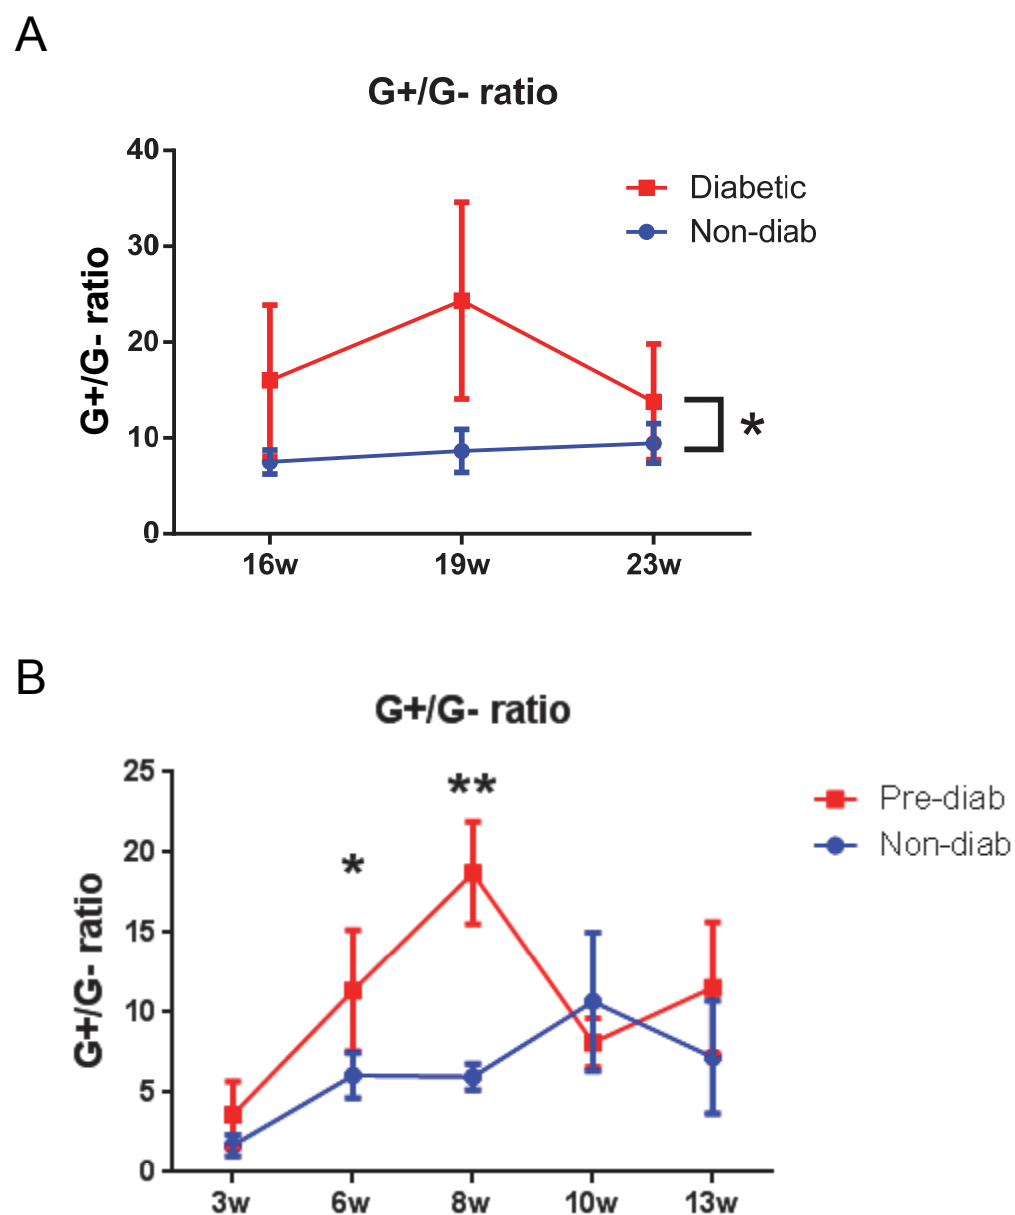 A
G+/G- ratio
40
30
20
10
0
G+/G- ratio
Diabetic
Non-diab
*
16w
19w
23w
B
G+/G- ratio
25
20
15
10
5
0
G+/G- ratio
*
**
Pre-diab
Non-diab
3w
6w
8w
10w
13w